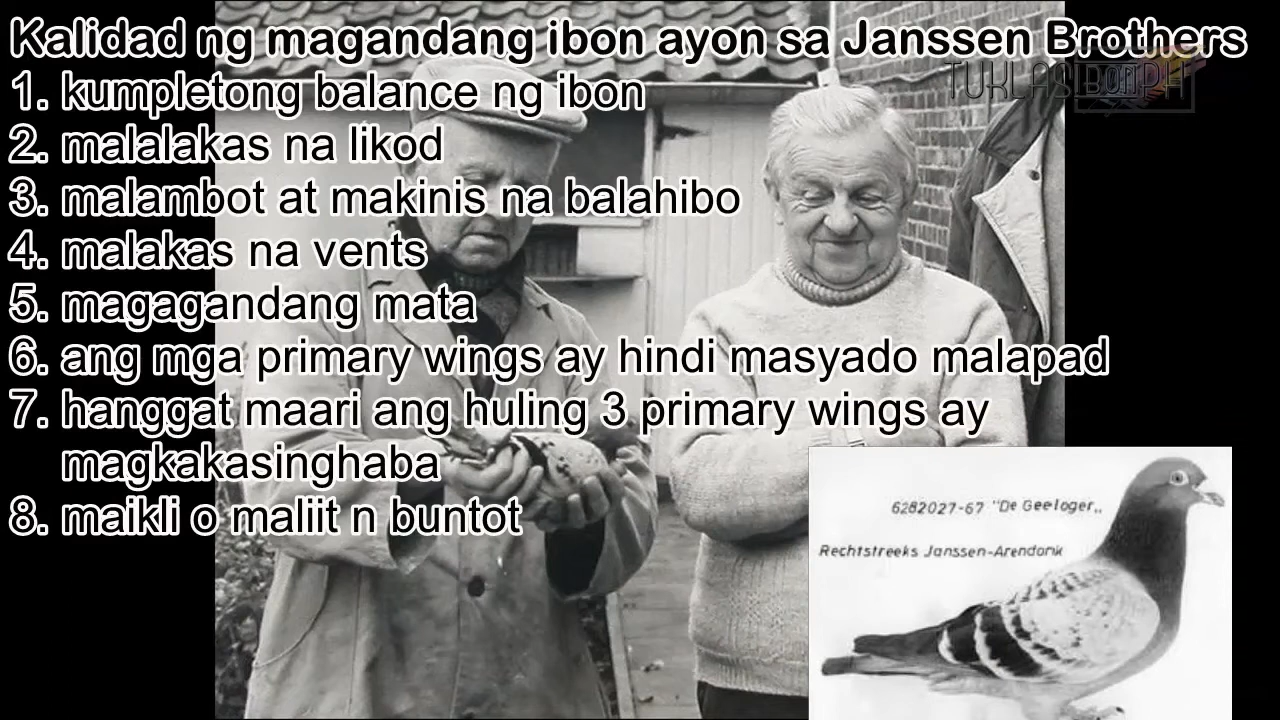 Kalidad ng magandang ibon ayon sa Janssen Brothers
TUKLASIBONPH
1. kumpletong balance ng ibon
2. malalakas na likod
3. malambot at makinis na balahibo
4. malakas na vents
5. magagandang mata
6. ang mga primary wings ay hindi masyado malapad
7. hanggat maari ang huling 3 primary wings ay
magkakasinghaba
8. maikli o maliit n buntot
6282027-67 "De Geeloger„
Rechtstreeks Janssen-Arendonk